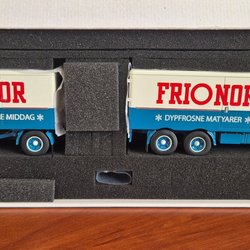 OR
E MIDDAG ✻
FRIONOR
✻ DYPFROSNE MATVARER ✻